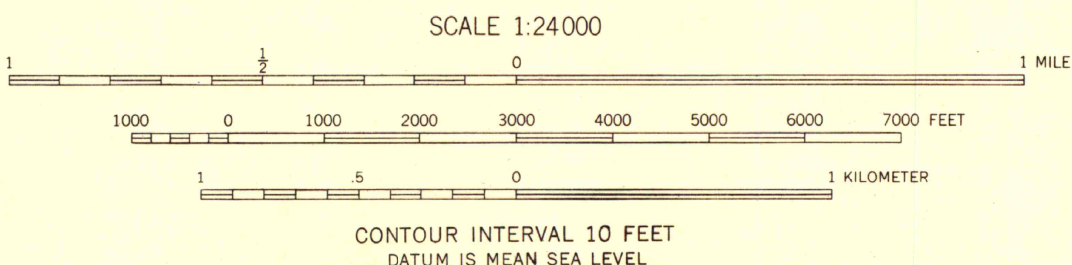 SCALE 1:24000
1 ½ 0 1 MILE
1000 0 1000 2000 3000 4000 5000 6000 7000 FEET
1 .5 0 1 KILOMETER
CONTOUR INTERVAL 10 FEET
DATUM IS MEAN SEA LEVEL